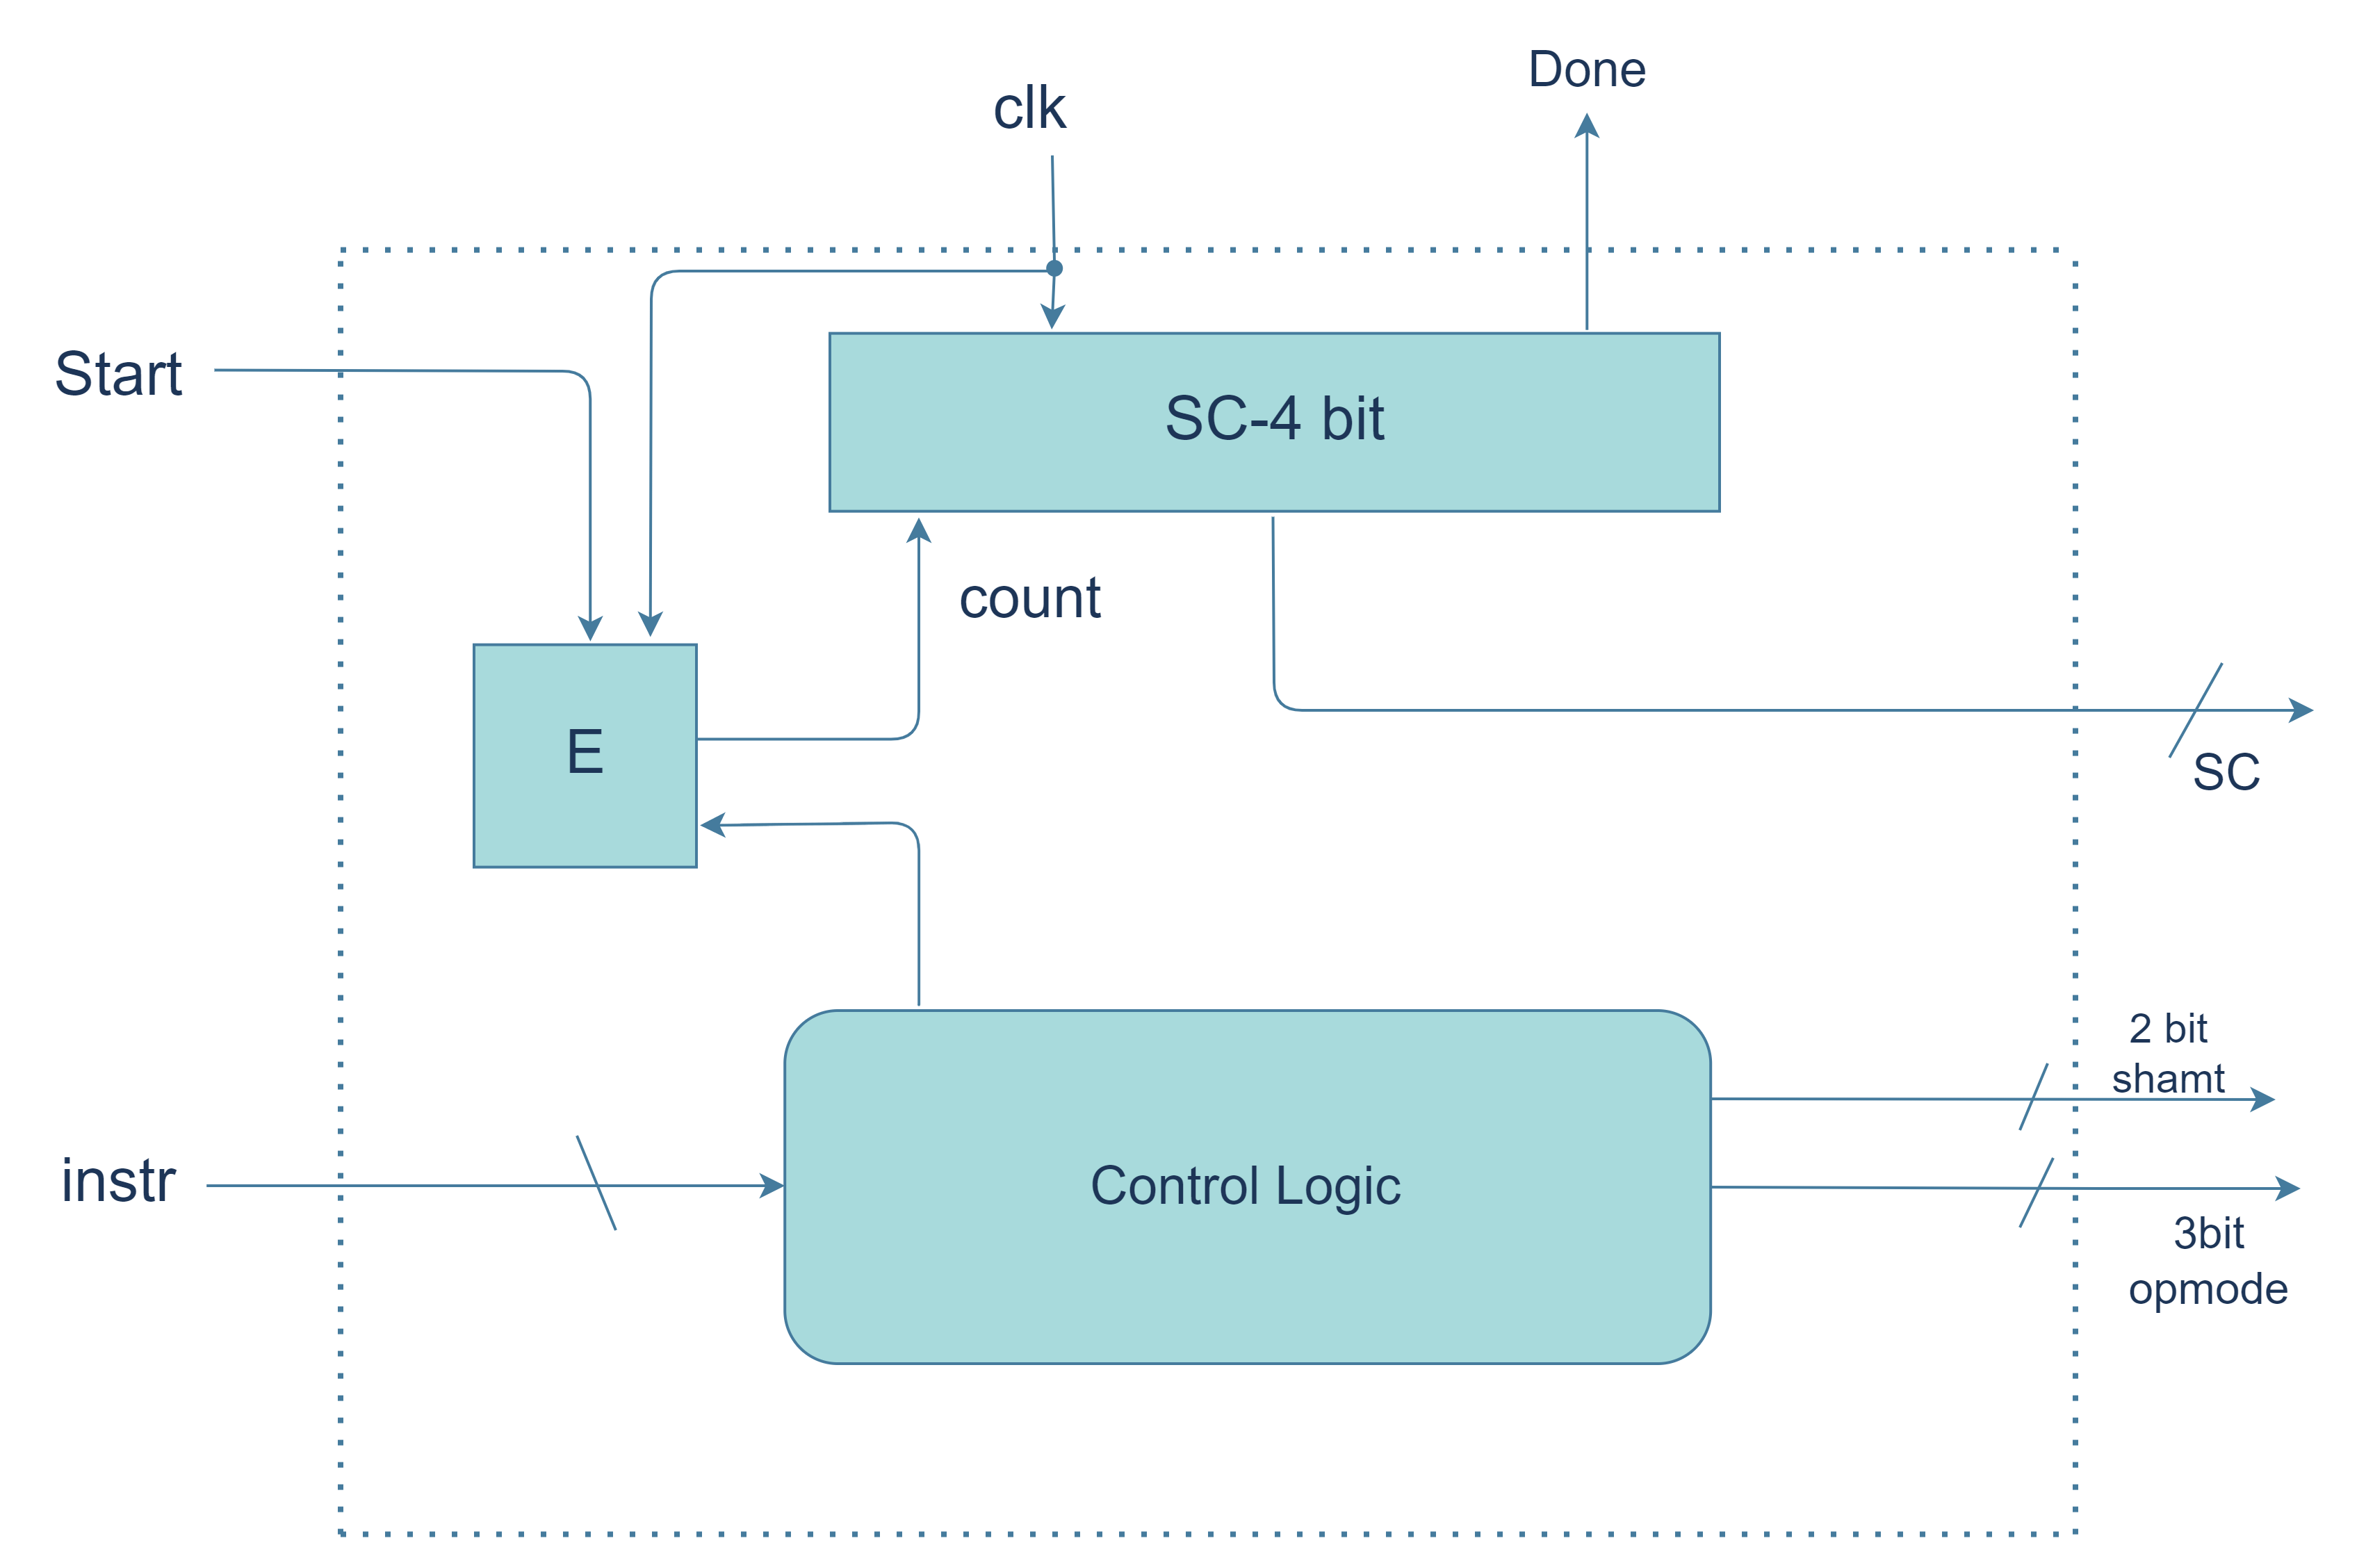 Done
clk
Start
SC-4 bit
count
E
SC
2 bit
shamt
instr
Control Logic
3bit
opmode